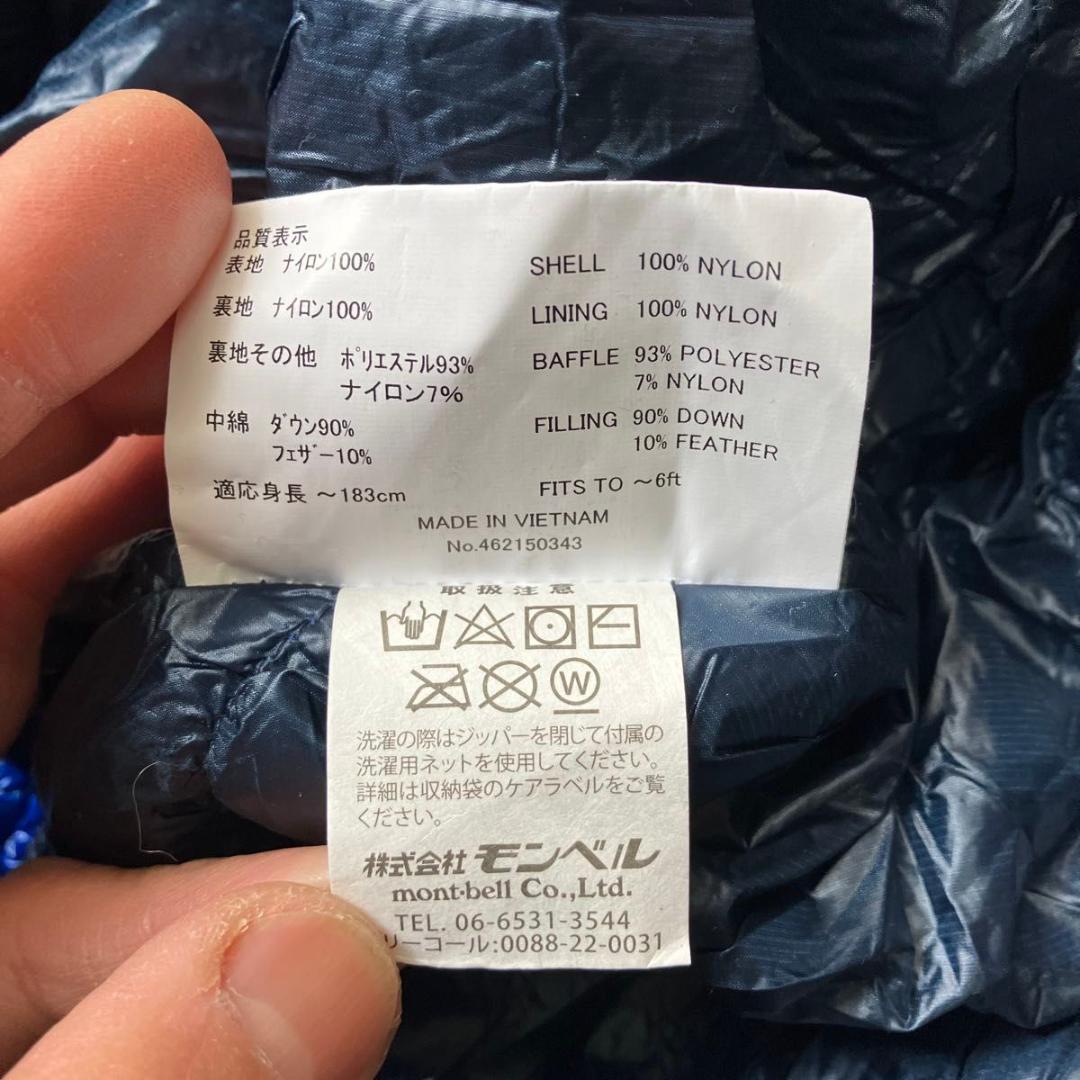 品質表示
表地 ナイロン100%
裏地 ナイロン100%
裏地その他 ポリエステル93%
ナイロン7%
中綿 ダウン90%
フェザー10%
適応身長 ～183cm
SHELL 100% NYLON
LINING 100% NYLON
BAFFLE 93% POLYESTER
7% NYLON
FILLING 90% DOWN
10% FEATHER
FITS TO ～6ft
MADE IN VIETNAM
No.462150343
取扱注意
W
洗濯の際はジッパーを閉じて付属の
洗濯用ネットを使用してください。
詳細は収納袋のケアラベルをご覧
ください。
株式会社 モンベル
mont-bell Co.,Ltd.
TEL. 06-6531-3544
リーコール:0088-22-0031